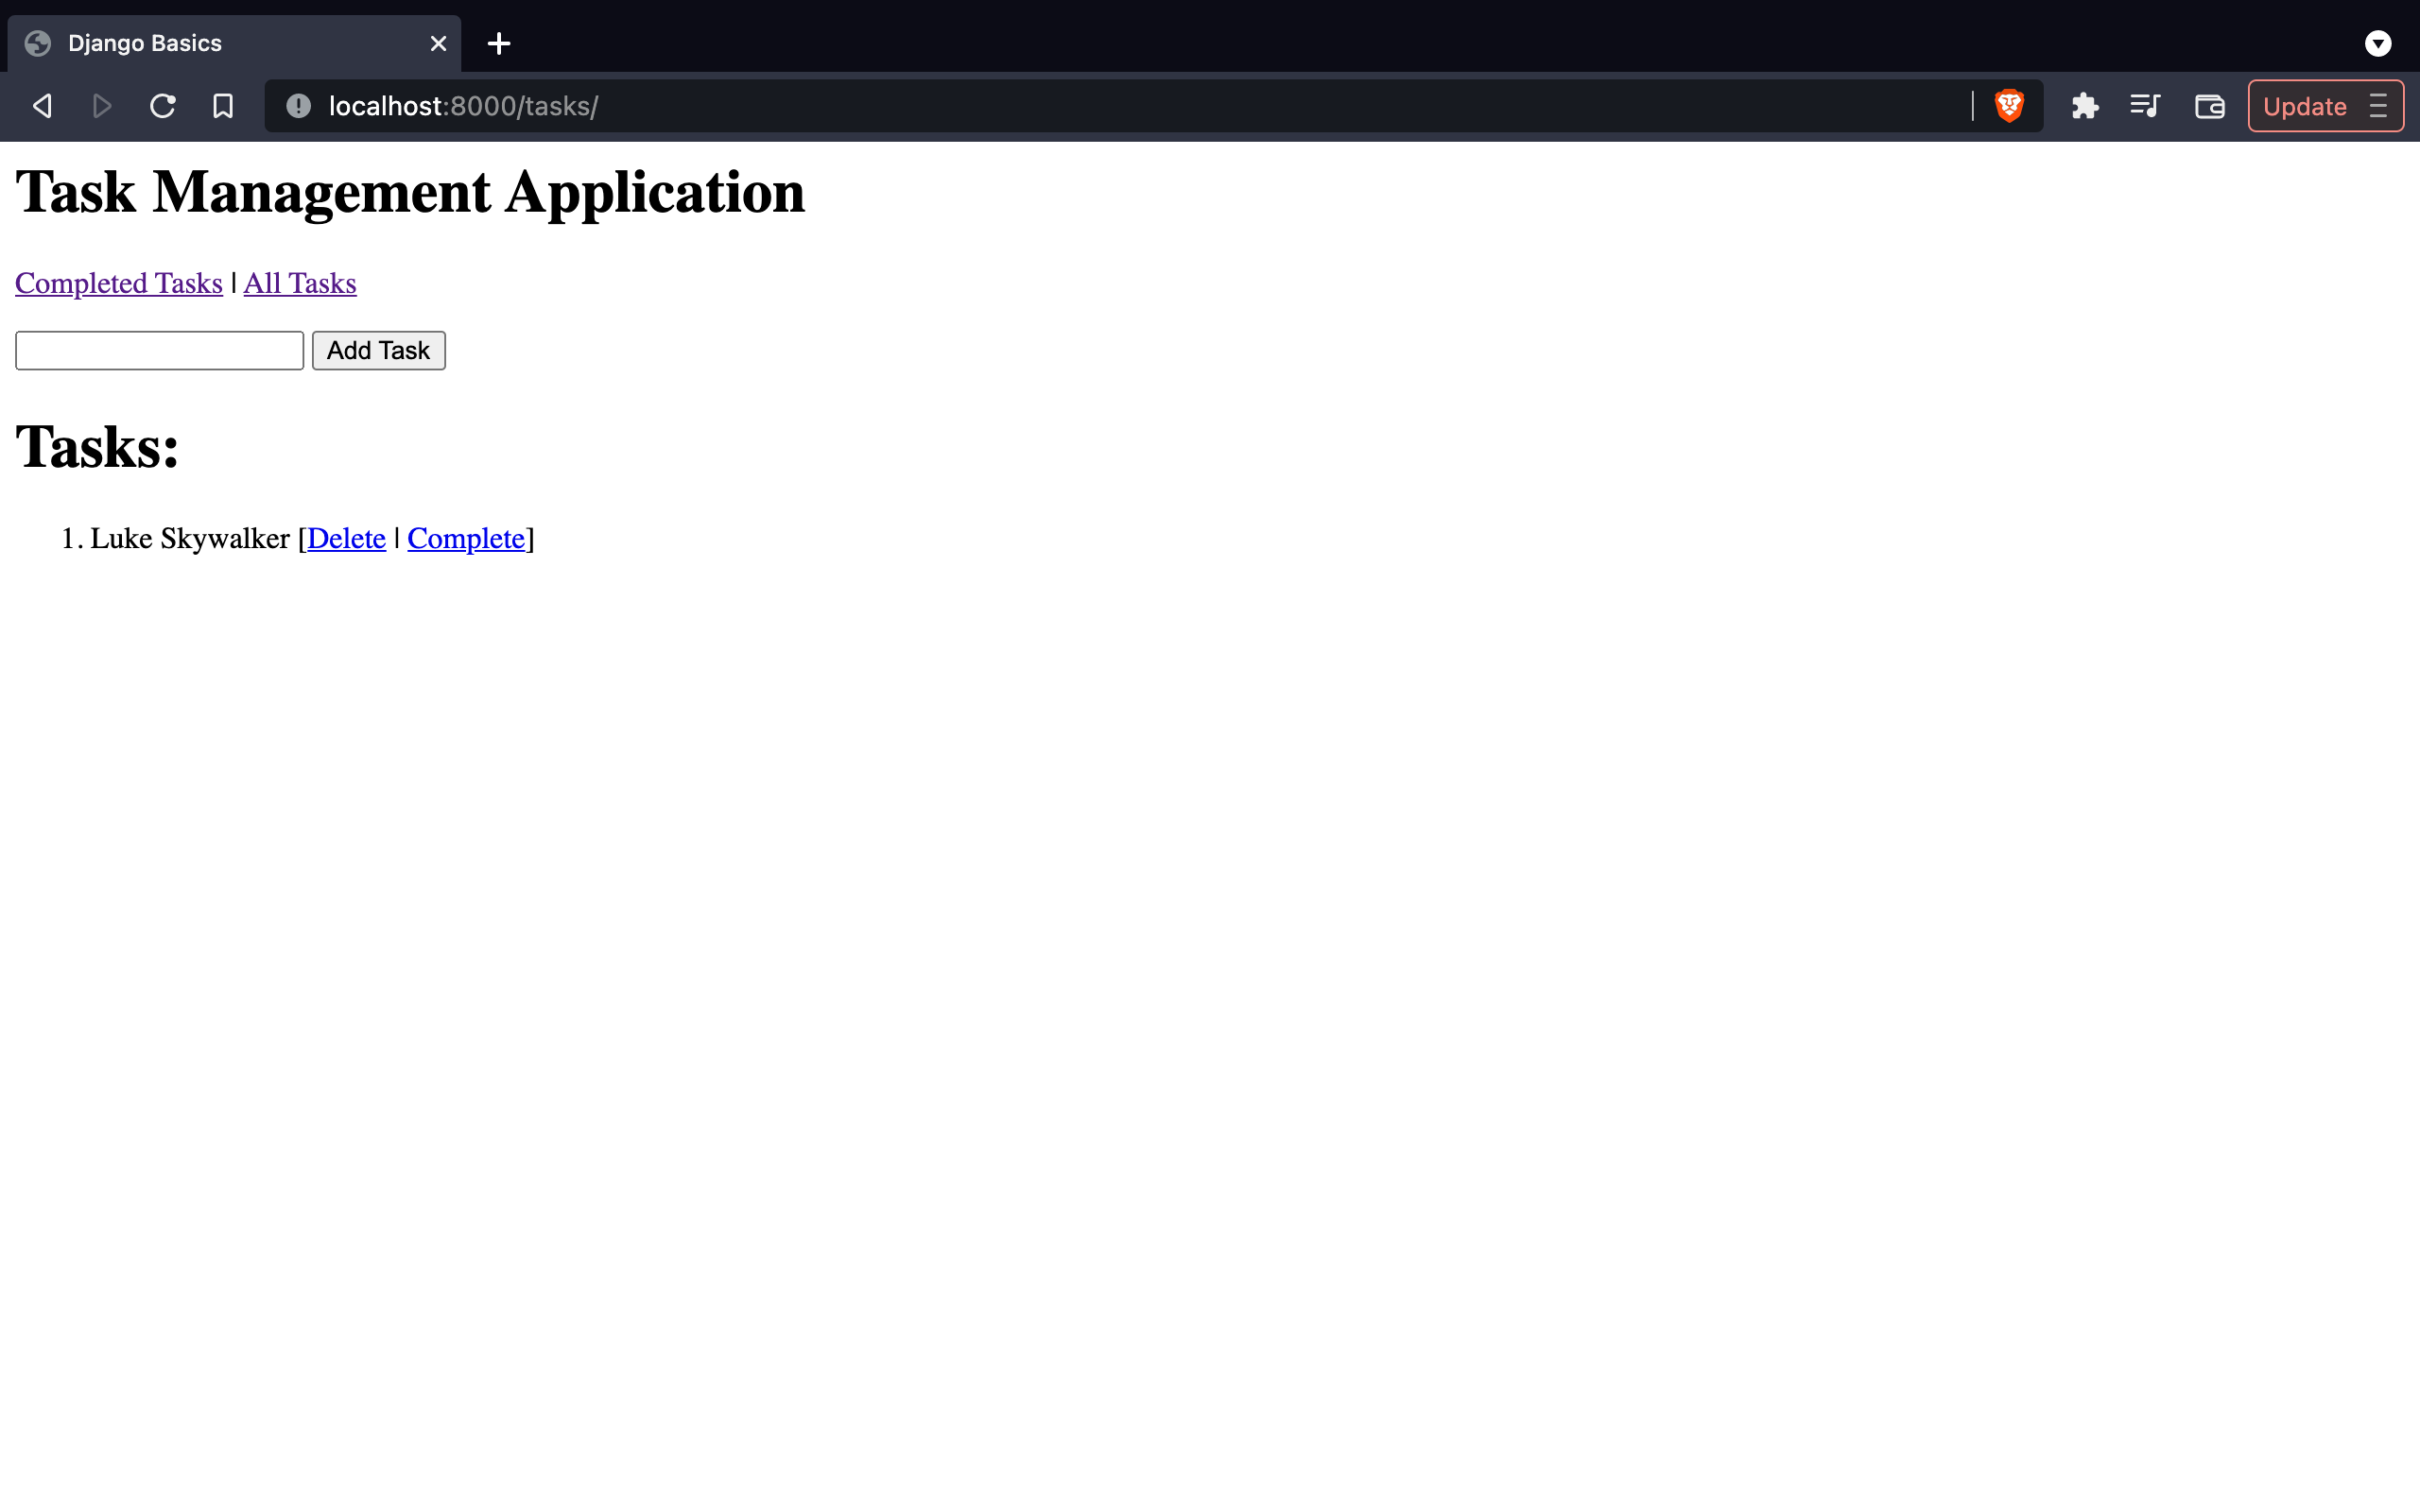 Django Basics
localhost:8000/tasks/
Update
Task Management Application
Completed Tasks | All Tasks
Add Task
Tasks:
1. Luke Skywalker [Delete | Complete]